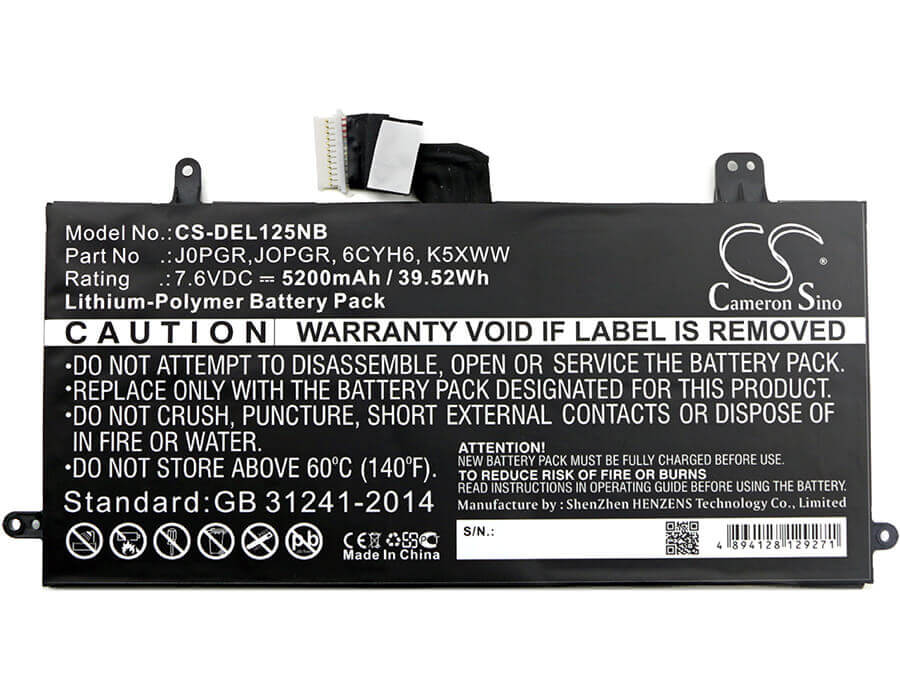 Model No.:CS-DEL125NB
Part No .:J0PGR,JOPGR, 6CYH6, K5XWW
Rating .:7.6VDC ⎓ 5200mAh / 39.52Wh
Lithium-Polymer Battery Pack
CS
®
Cameron Sino
CAUTION WARRANTY VOID IF LABEL IS REMOVED
•DO NOT ATTEMPT TO DISASSEMBLE, OPEN OR SERVICE THE BATTERY PACK.
•REPLACE ONLY WITH THE BATTERY PACK DESIGNATED FOR THIS PRODUCT.
•DO NOT CRUSH, PUNCTURE, SHORT EXTERNAL CONTACTS OR DISPOSE OF
IN FIRE OR WATER.
•DO NOT STORE ABOVE 60ºC (140ºF).
Standard:GB 31241-2014
ATTENTION!
NEW BATTERY PACK MUST BE FULLY CHARGED BEFORE USE
TO REDUCE RISK OF FIRE OR BURNS
READ INSTRUCTIONS IN OPERATING GUIDE BEFORE USING BATTERY.
Manufacture by : ShenZhen HENZENS Technology Co., Limited
Pb
CE
Made In China
S/N.:
4 894128 129271